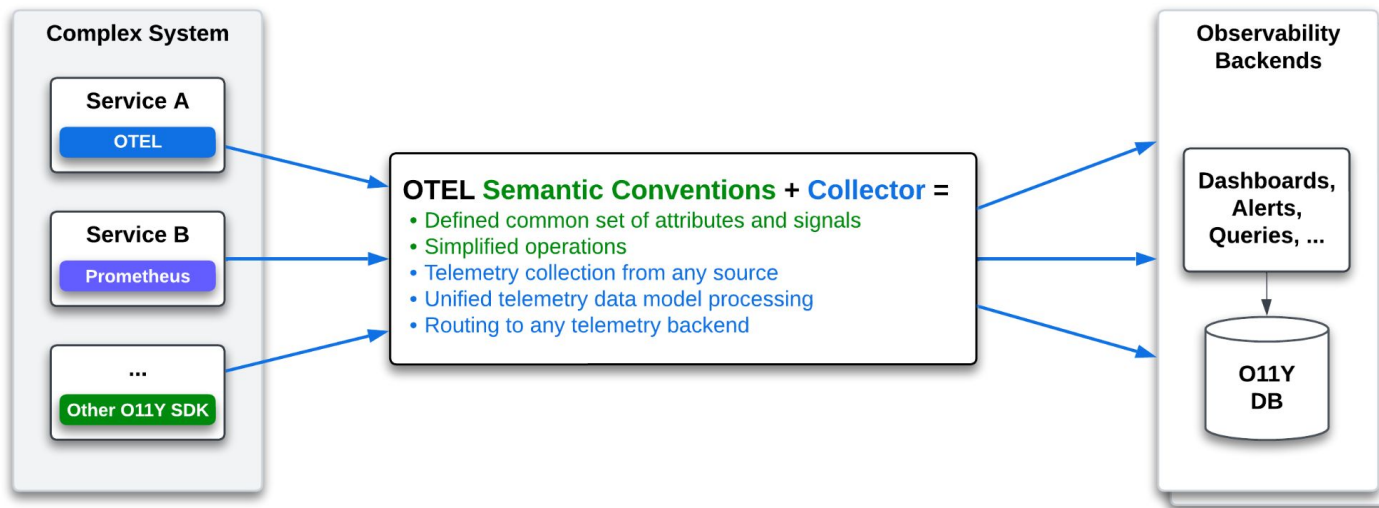 Complex System
Service A
OTEL
Service B
Prometheus
...
Other O11Y SDK
OTEL Semantic Conventions + Collector =
• Defined common set of attributes and signals
• Simplified operations
• Telemetry collection from any source
• Unified telemetry data model processing
• Routing to any telemetry backend
Observability
Backends
Dashboards,
Alerts,
Queries, ...
O11Y
DB